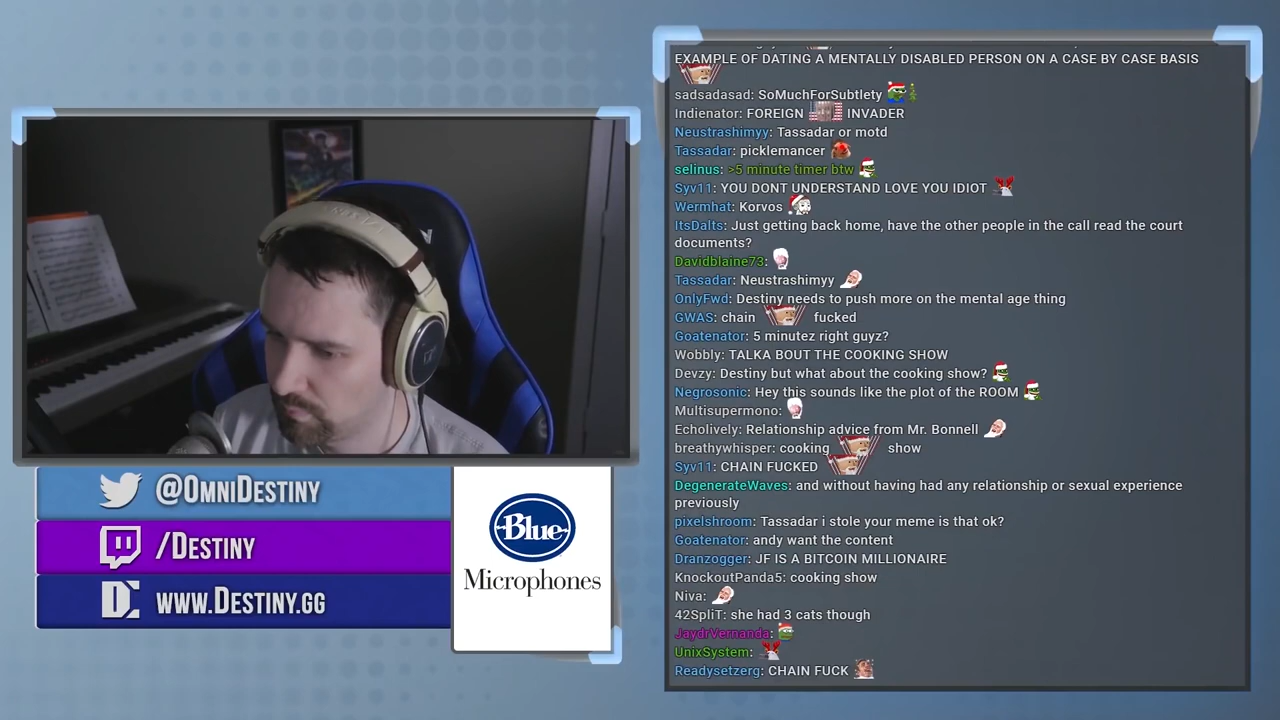 EXAMPLE OF DATING A MENTALLY DISABLED PERSON ON A CASE BY CASE BASIS
sadsadasad: SoMuchForSubtlety
Indienator: FOREIGN INVADER
Neustrashimyy: Tassadar or motd
Tassadar: picklemancer
selinus: >5 minute timer btw
Syv11: YOU DONT UNDERSTAND LOVE YOU IDIOT
Wermhat: Korvos
ItsDalts: Just getting back home, have the other people in the call read the court
documents?
Davidblaine73:
Tassadar: Neustrashimyy
OnlyFwd: Destiny needs to push more on the mental age thing
GWAS: chain fucked
Goatenator: 5 minutez right guyz?
Wobbly: TALKA BOUT THE COOKING SHOW
Devzy: Destiny but what about the cooking show?
Negrosonic: Hey this sounds like the plot of the ROOM
Multisupermono:
Echolively: Relationship advice from Mr. Bonnell
breathywhisper: cooking show
Syv11: CHAIN FUCKED
DegenerateWaves: and without having had any relationship or sexual experience
previously
pixelshroom: Tassadar i stole your meme is that ok?
Goatenator: andy want the content
Dranzogger: JF IS A BITCOIN MILLIONAIRE
KnockoutPanda5: cooking show
Niva:
42SpliT: she had 3 cats though
JaydrVernanda:
UnixSystem:
Readysetzerg: CHAIN FUCK
@OmniDestiny
/Destiny
www.Destiny.gg
Blue
Microphones